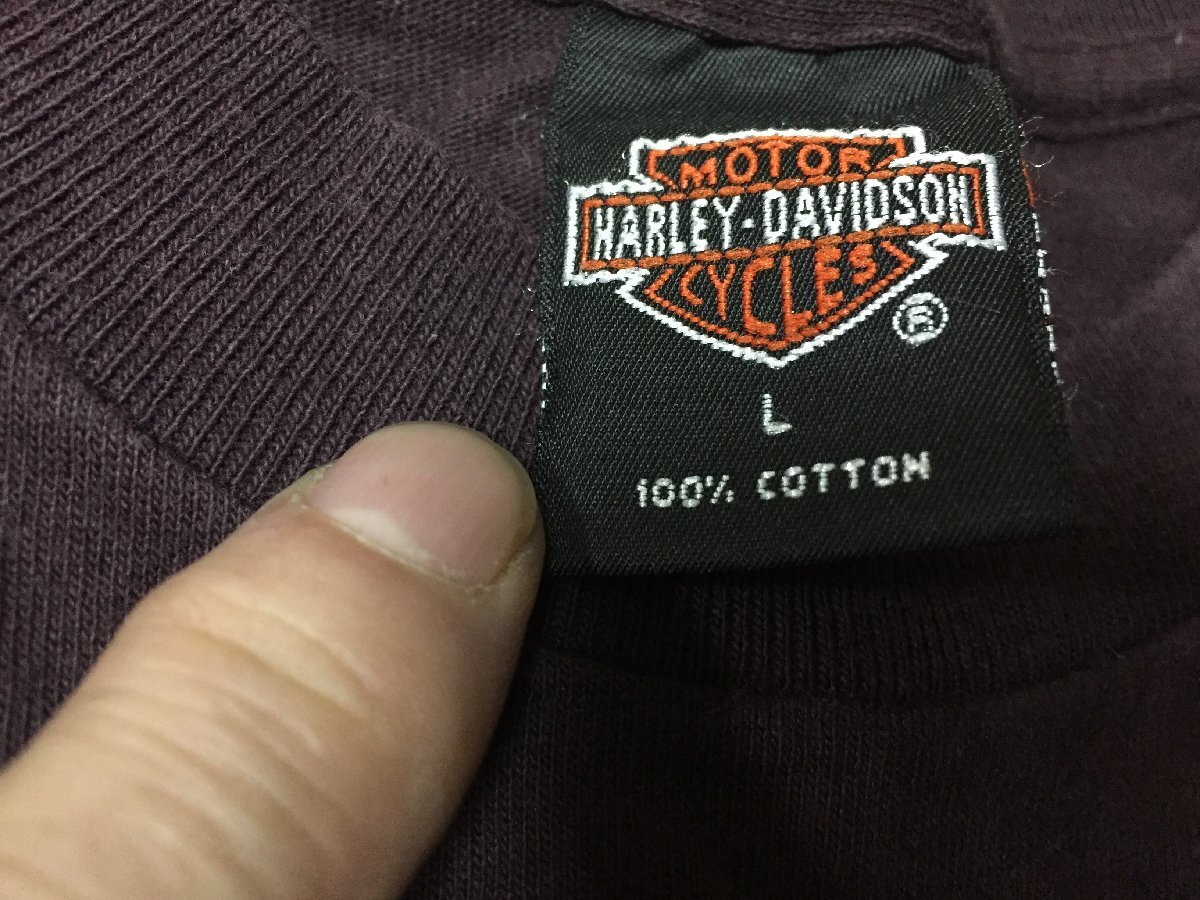 MOTOR
HARLEY-DAVIDSON
CYCLES
®
L
100% COTTON